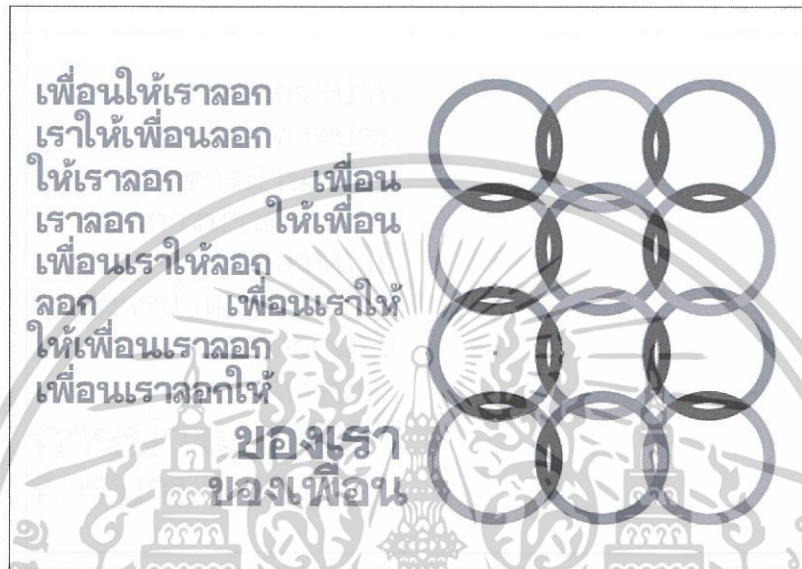 เพื่อนให้เราลอก
เราให้เพื่อนลอก
ให้เราลอก เพื่อน
เราลอก ให้เพื่อน
เพื่อนเราให้ลอก
ลอก เพื่อนเราให้
ให้เพื่อนเราลอก
เพื่อนเราลอกให้
ของเรา
ของเพื่อน